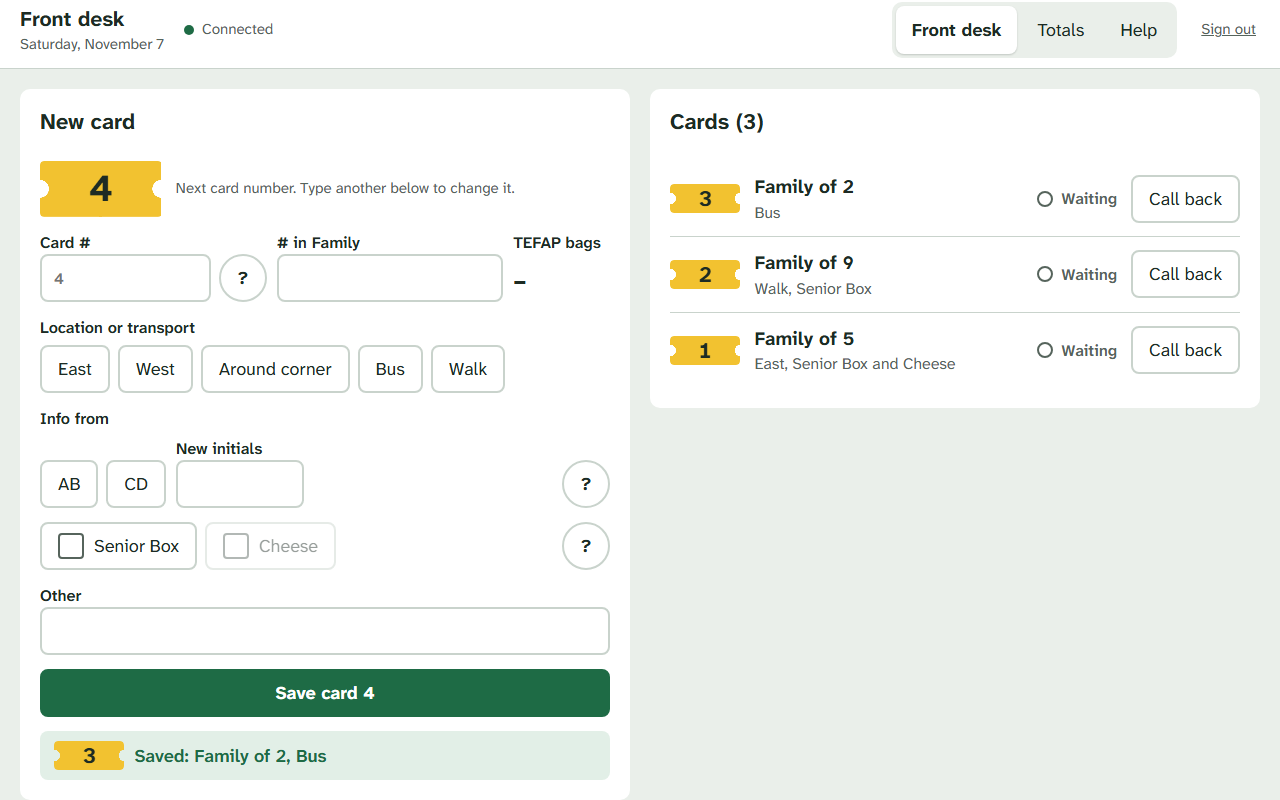 Front desk
Saturday, November 7
Connected
Front desk
Totals
Help
Sign out
New card
4
Next card number. Type another below to change it.
Card #
# in Family
TEFAP bags
4
?
–
Location or transport
East
West
Around corner
Bus
Walk
Info from
New initials
AB
CD
?
Senior Box
Cheese
?
Other
Save card 4
3
Saved: Family of 2, Bus
Cards (3)
3
Family of 2
Bus
Waiting
Call back
2
Family of 9
Walk, Senior Box
Waiting
Call back
1
Family of 5
East, Senior Box and Cheese
Waiting
Call back